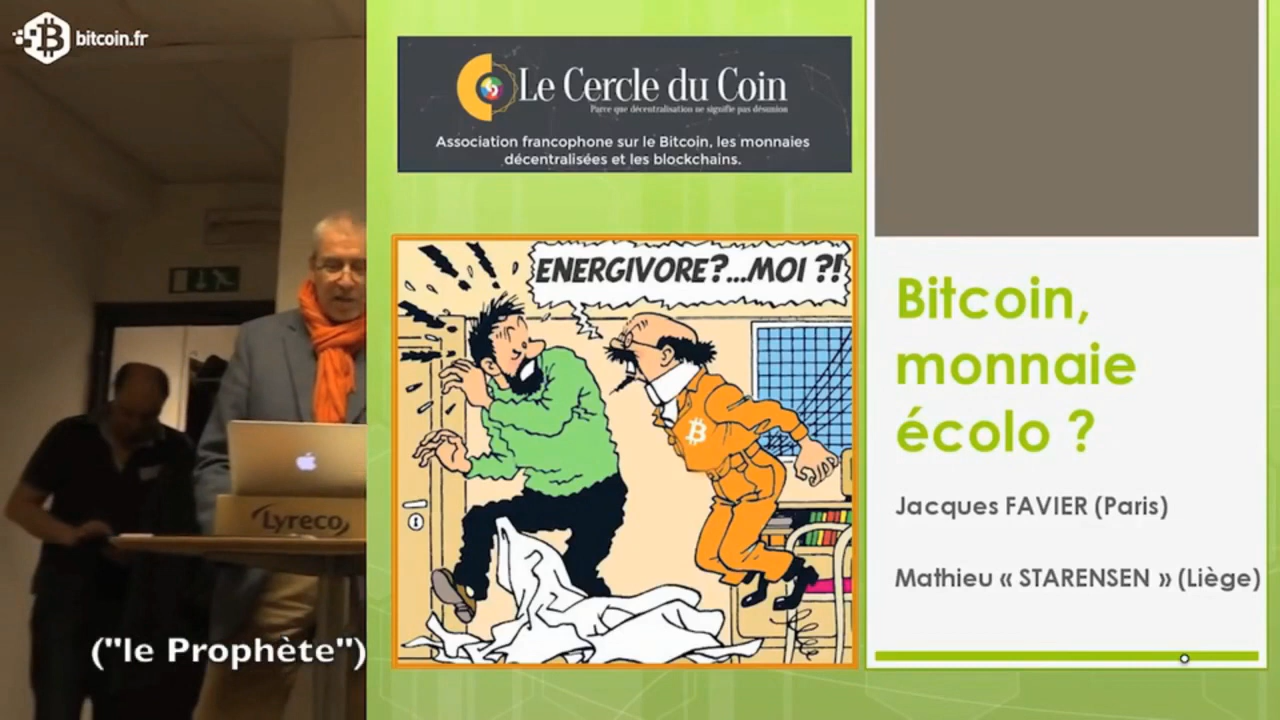 bitcoin.fr
Le Cercle du Coin
Parce que décentralisation ne signifie pas désunion
Association francophone sur le Bitcoin, les monnaies
décentralisées et les blockchains.
ENERGIVORE?...MOI ?!
Bitcoin,
monnaie
écolo ?
Jacques FAVIER (Paris)
Mathieu « STARENSEN » (Liège)
Lyreco
("le Prophète")